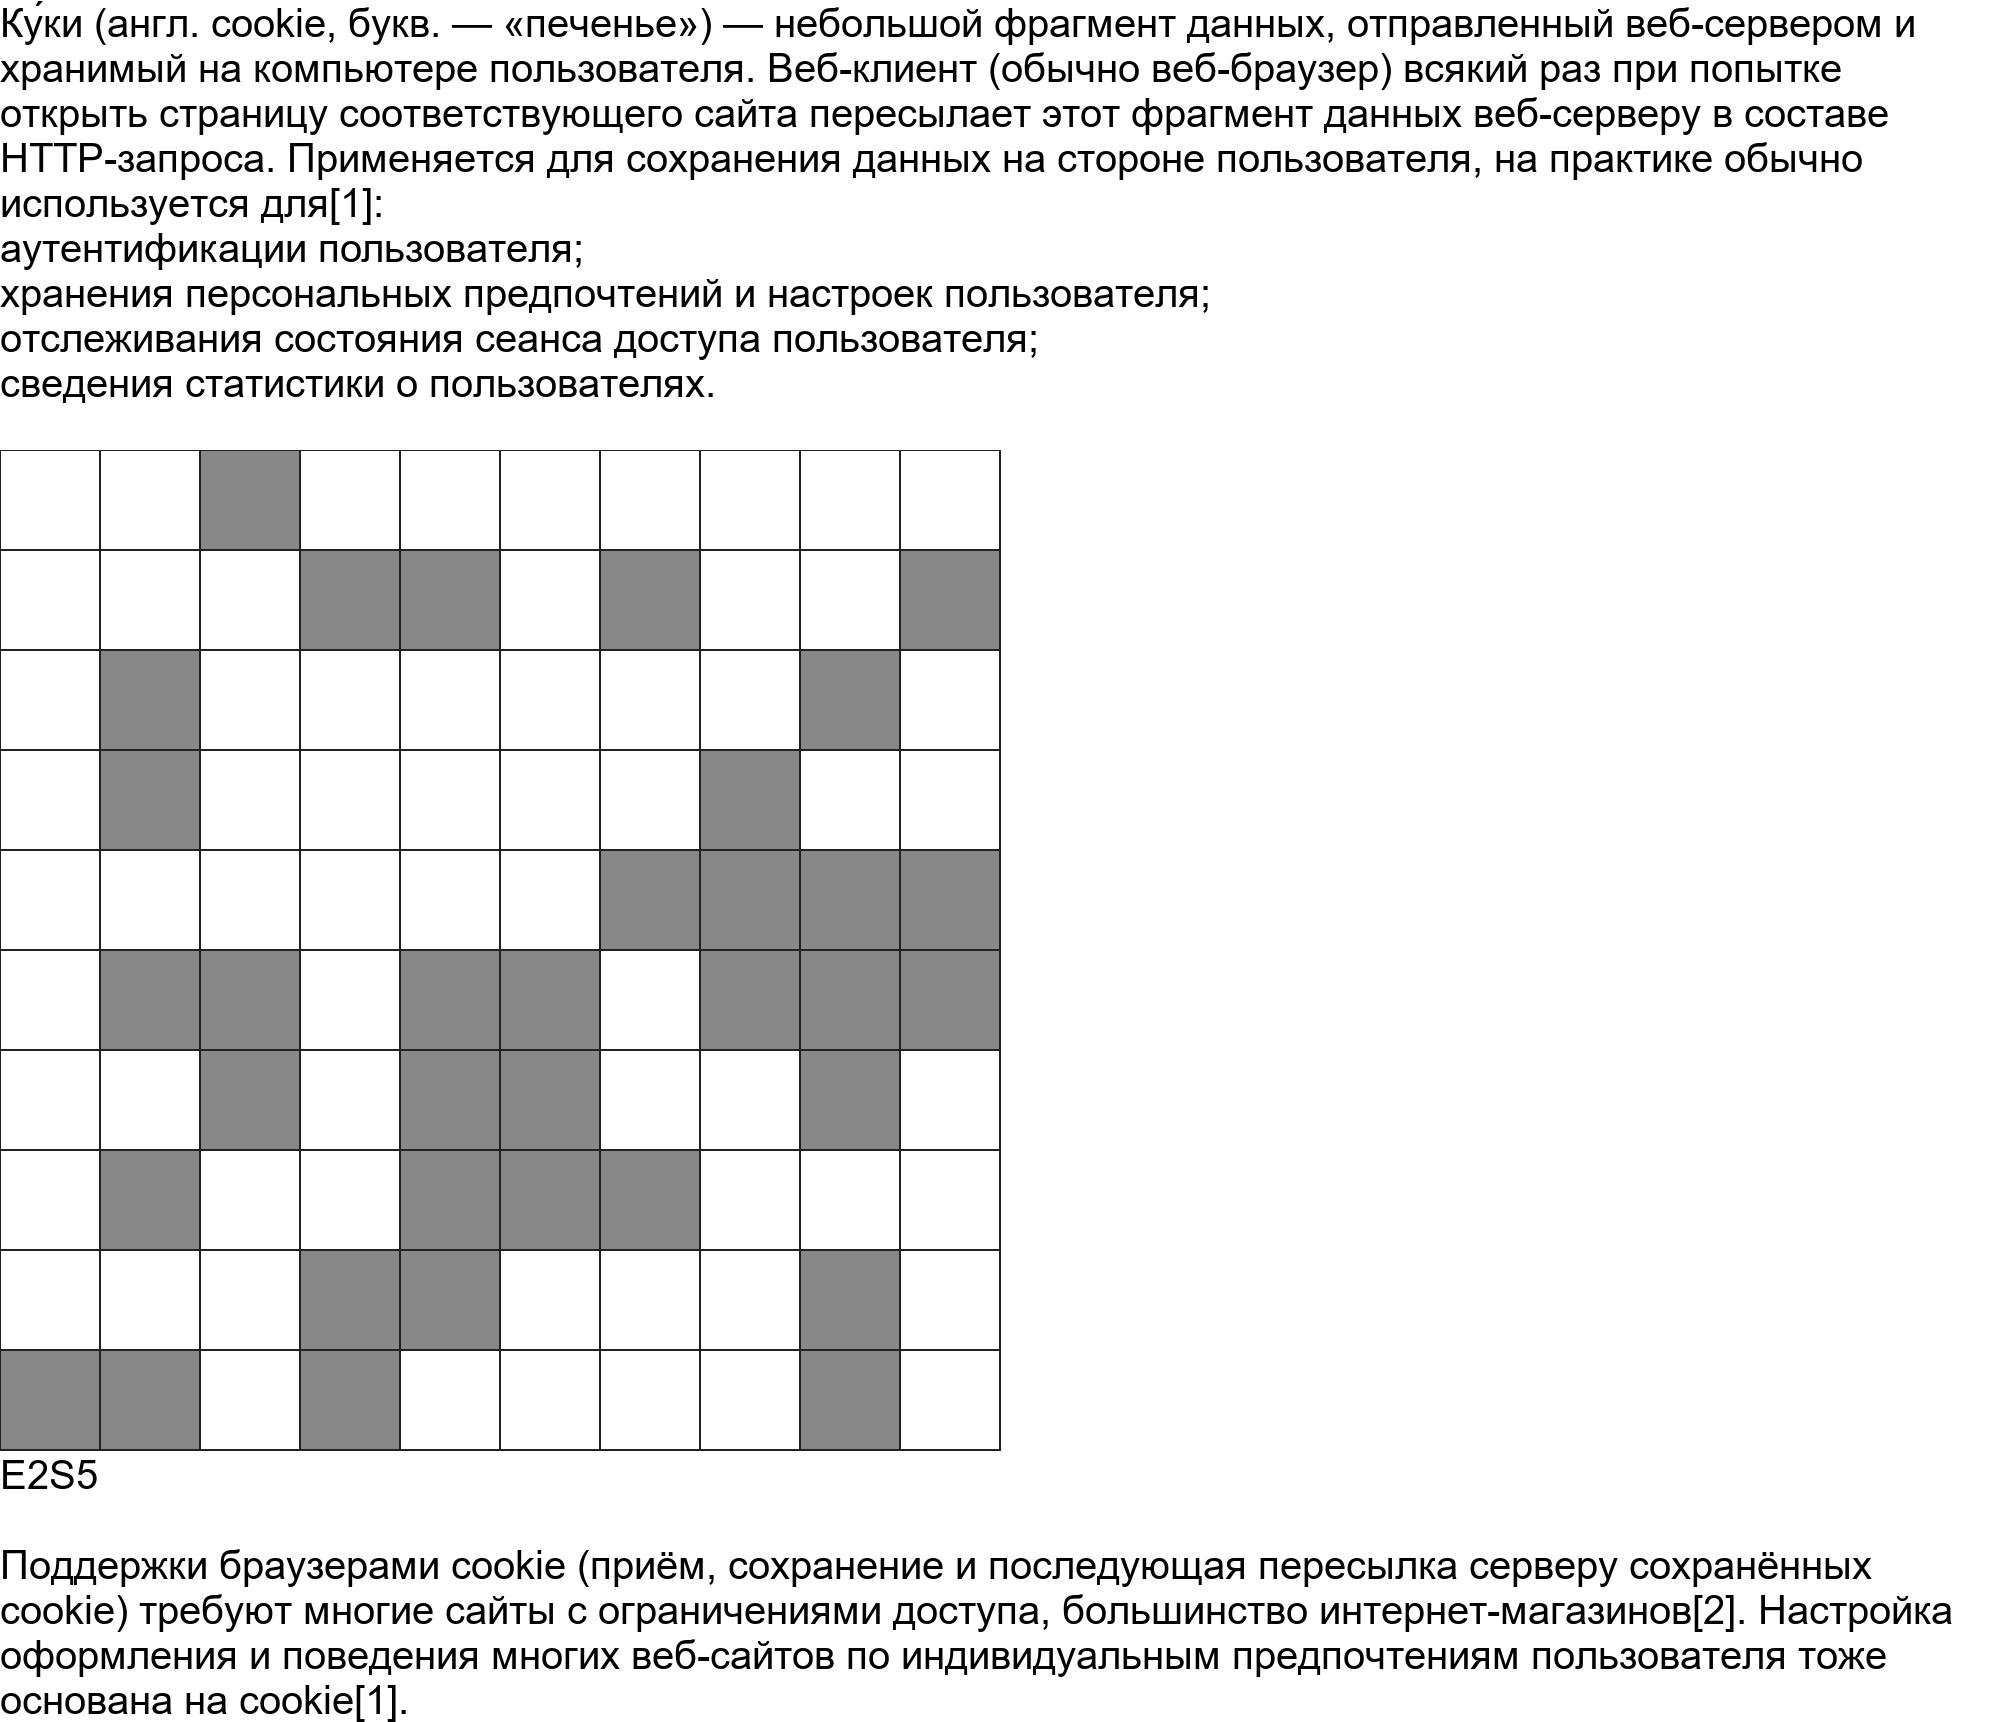 Ку́ки (англ. cookie, букв. — «печенье») — небольшой фрагмент данных, отправленный веб-сервером и
хранимый на компьютере пользователя. Веб-клиент (обычно веб-браузер) всякий раз при попытке
открыть страницу соответствующего сайта пересылает этот фрагмент данных веб-серверу в составе
HTTP-запроса. Применяется для сохранения данных на стороне пользователя, на практике обычно
используется для[1]:
аутентификации пользователя;
хранения персональных предпочтений и настроек пользователя;
отслеживания состояния сеанса доступа пользователя;
сведения статистики о пользователях.
E2S5
Поддержки браузерами cookie (приём, сохранение и последующая пересылка серверу сохранённых
cookie) требуют многие сайты с ограничениями доступа, большинство интернет-магазинов[2]. Настройка
оформления и поведения многих веб-сайтов по индивидуальным предпочтениям пользователя тоже
основана на cookie[1].